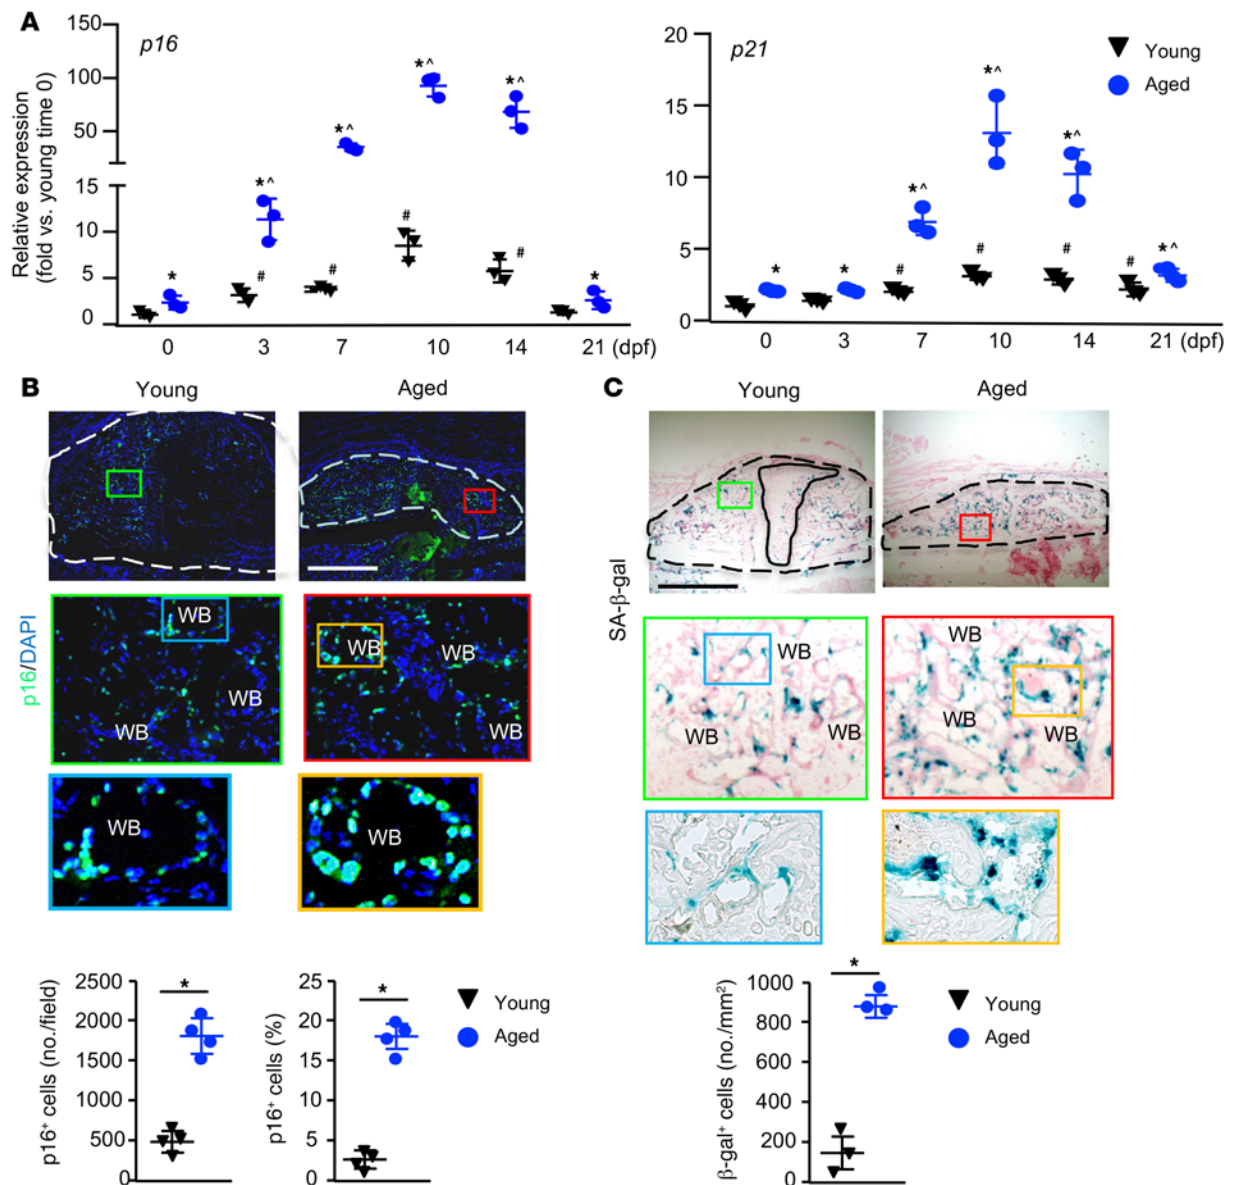 A
p16
Relative expression
(fold vs. young time 0)
150
100
50
15
10
5
0
*
*^
#
*^
#
*^
#
*^
#
*
0 3 7 10 14 21 (dpf)
p21
Young
Aged
20
15
10
5
0
*
*
*^
#
*^
#
*^
#
*^
#
0 3 7 10 14 21 (dpf)
B
Young Aged
p16/DAPI
WB
WB
WB
WB
WB
WB
WB
WB
p16+ cells (no./field)
2500
2000
1500
1000
500
0
*
p16+ cells (%)
25
20
15
10
5
0
*
Young
Aged
C
Young Aged
SA-β-gal
WB
WB
WB
WB
WB
WB
β-gal+ cells (no./mm²)
1000
800
600
400
200
0
*
Young
Aged